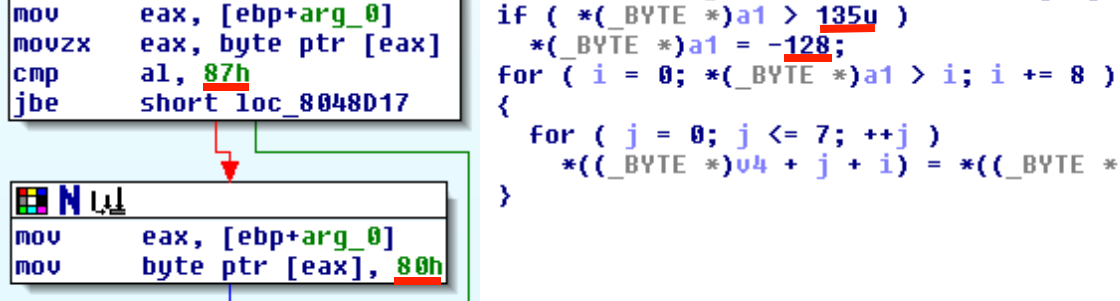 mov eax, [ebp+arg_0]
movzx eax, byte ptr [eax]
cmp al, 87h
jbe short loc_8048D17
mov eax, [ebp+arg_0]
mov byte ptr [eax], 80h
if ( *(_BYTE *)a1 > 135u )
*(_BYTE *)a1 = -128;
for ( i = 0; *(_BYTE *)a1 > i; i += 8 )
{
for ( j = 0; j <= 7; ++j )
*((_BYTE *)v4 + j + i) = *((_BYTE *
}